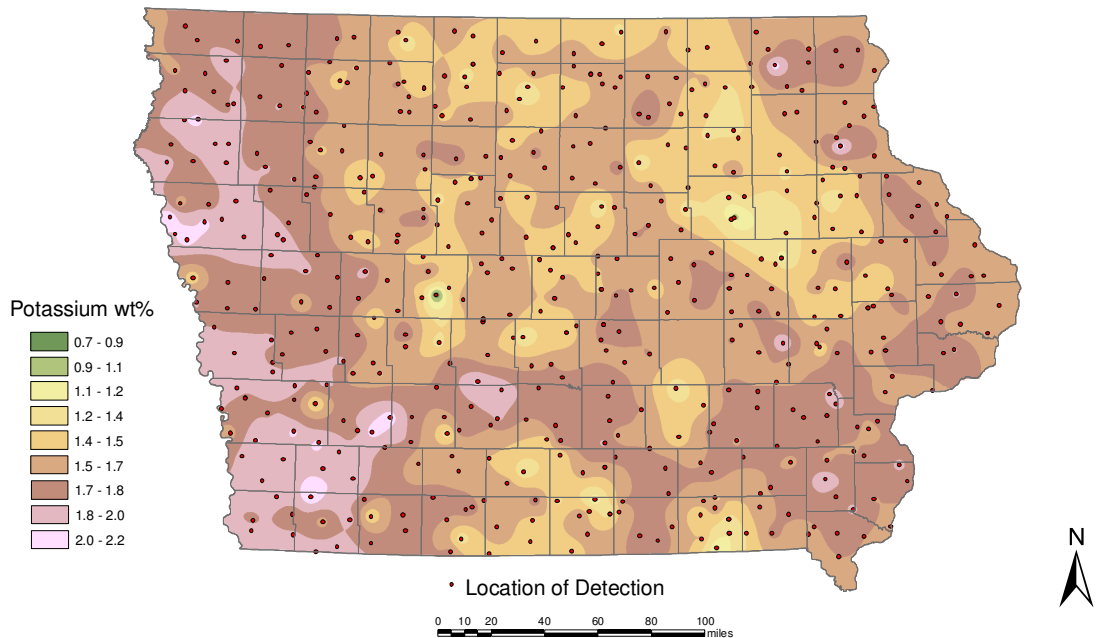 Potassium wt%
0.7 - 0.9
0.9 - 1.1
1.1 - 1.2
1.2 - 1.4
1.4 - 1.5
1.5 - 1.7
1.7 - 1.8
1.8 - 2.0
2.0 - 2.2
Location of Detection
0 5 10 20 40 60 80 100
miles
N